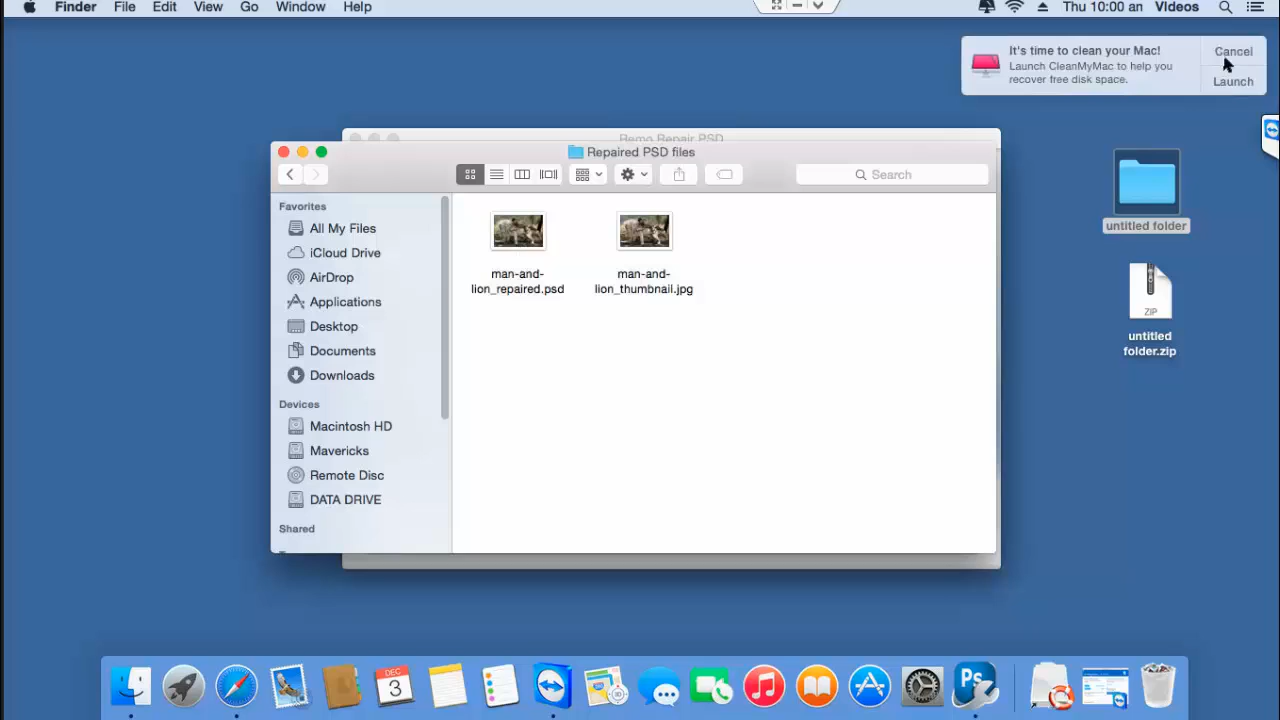 Finder File Edit View Go Window Help Thu 10:00 an Videos
It's time to clean your Mac!
Launch CleanMyMac to help you
recover free disk space.
Cancel
Launch
Remo Repair PSD
Repaired PSD files
Search
Favorites
All My Files
iCloud Drive
AirDrop
Applications
Desktop
Documents
Downloads
Devices
Macintosh HD
Mavericks
Remote Disc
DATA DRIVE
Shared
man-and-
lion_repaired.psd
man-and-
lion_thumbnail.jpg
untitled folder
ZIP
untitled
folder.zip
DEC
3
Ps